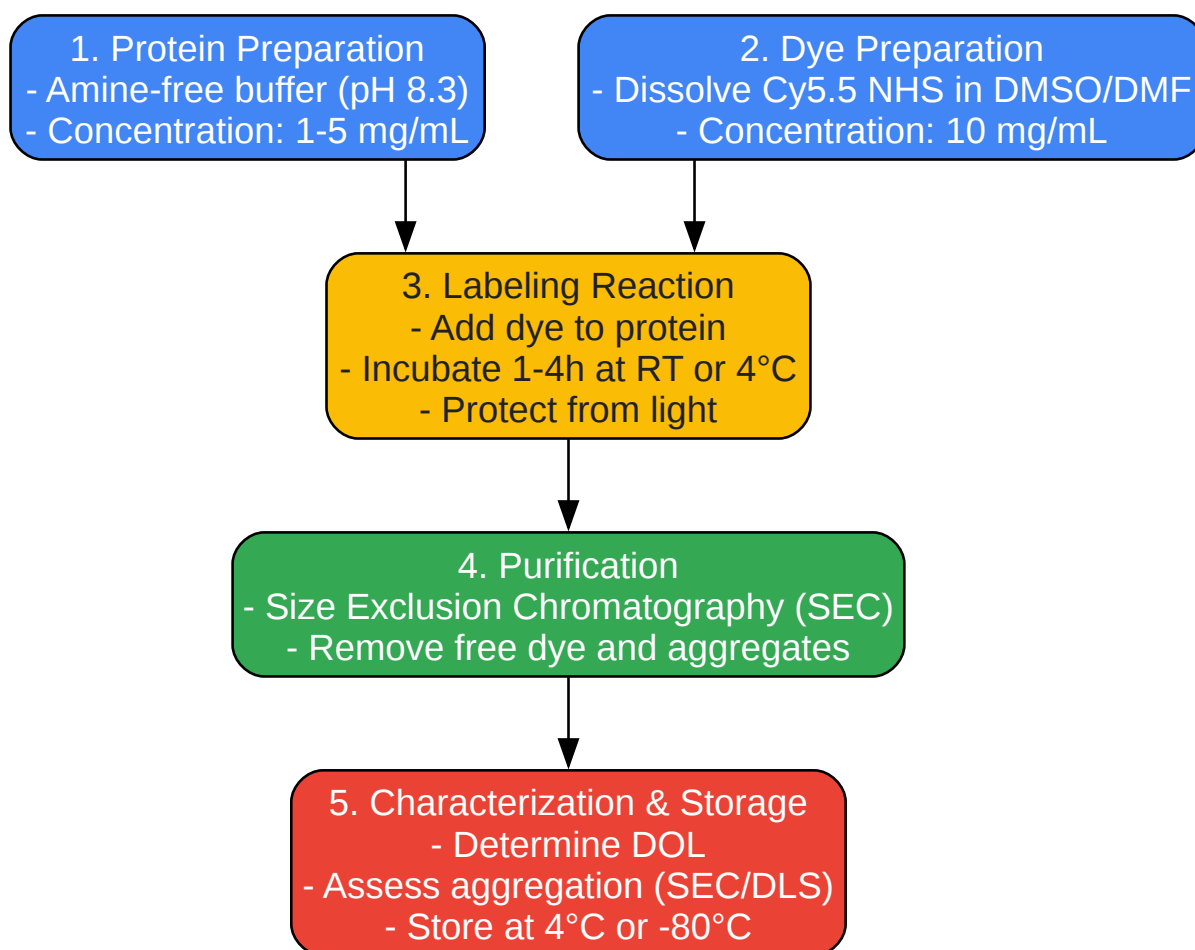 1. Protein Preparation
- Amine-free buffer (pH 8.3)
- Concentration: 1-5 mg/mL
2. Dye Preparation
- Dissolve Cy5.5 NHS in DMSO/DMF
- Concentration: 10 mg/mL
3. Labeling Reaction
- Add dye to protein
- Incubate 1-4h at RT or 4°C
- Protect from light
4. Purification
- Size Exclusion Chromatography (SEC)
- Remove free dye and aggregates
5. Characterization & Storage
- Determine DOL
- Assess aggregation (SEC/DLS)
- Store at 4°C or -80°C